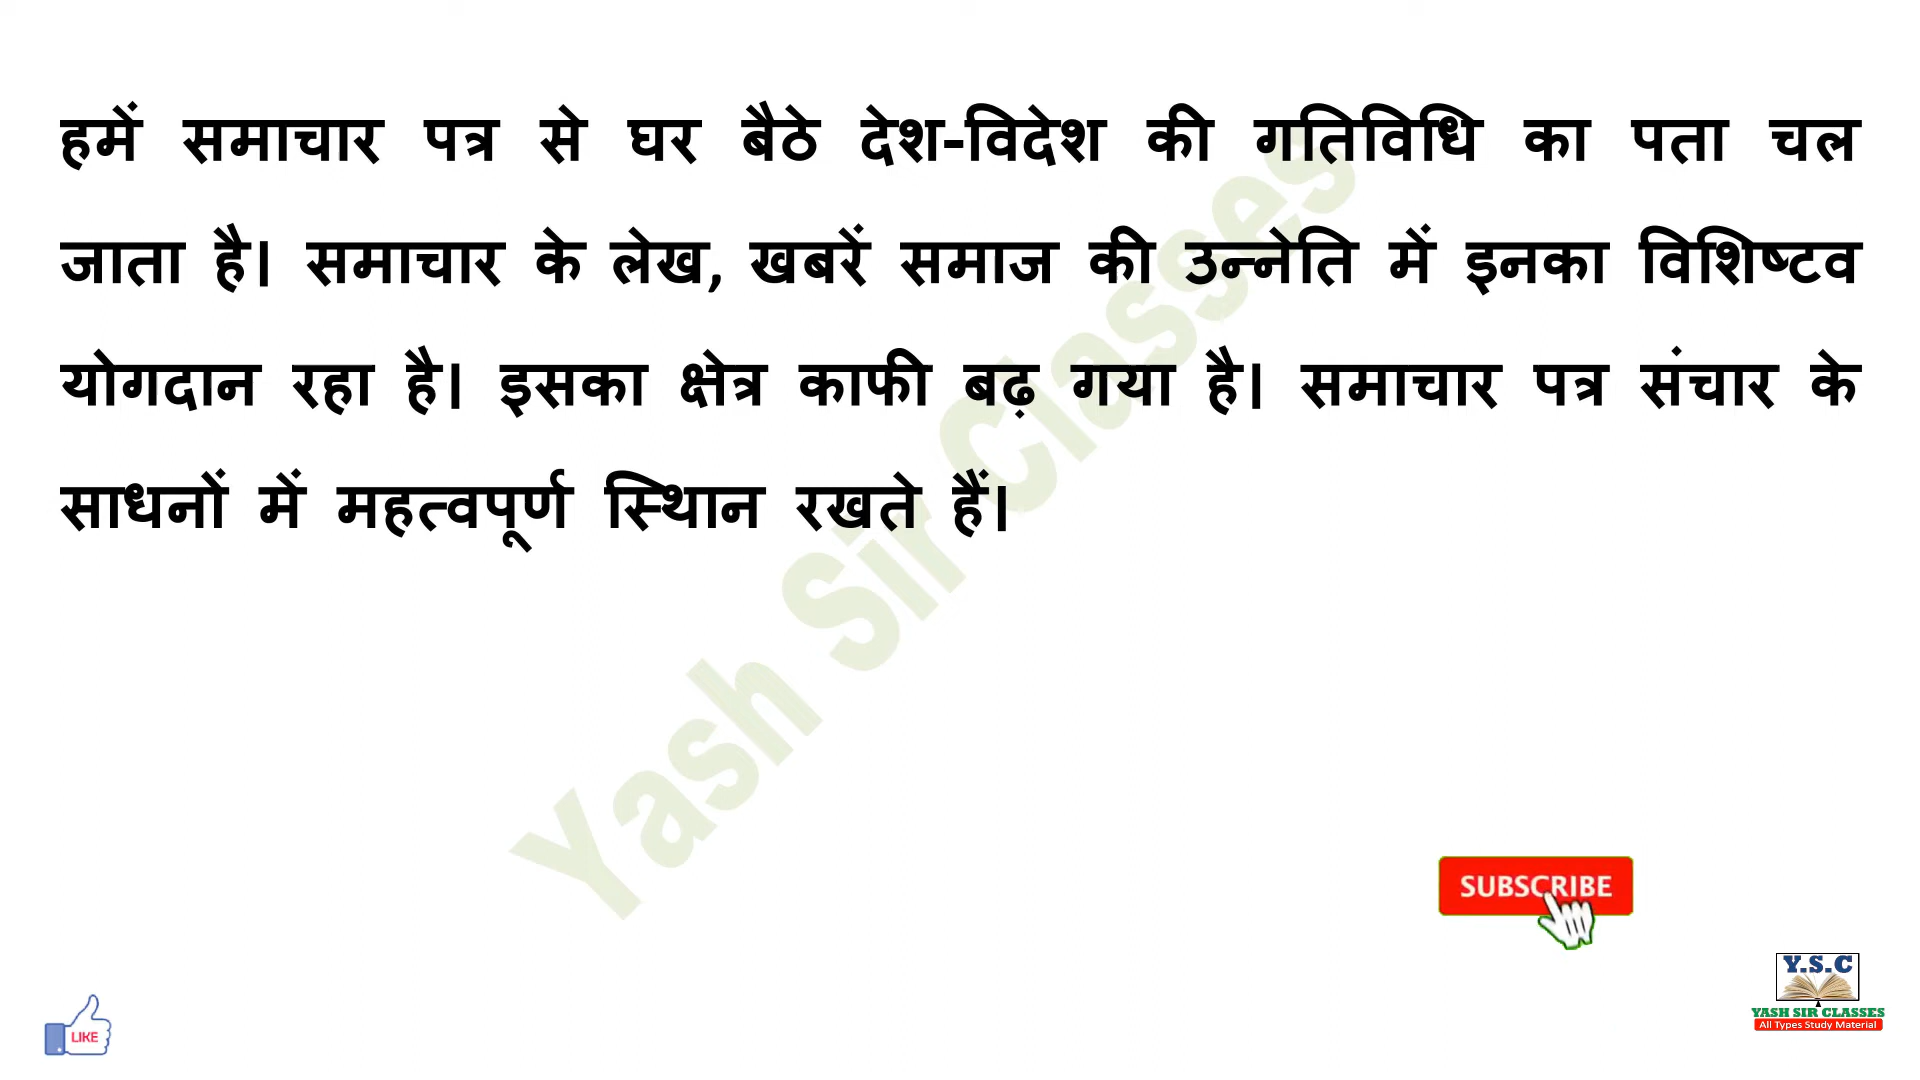 हमें समाचार पत्र से घर बैठे देश-विदेश की गतिविधि का पता चल
जाता है। समाचार के लेख, खबरें समाज की उन्नेति में इनका विशिष्टव
योगदान रहा है। इसका क्षेत्र काफी बढ़ गया है। समाचार पत्र संचार के
साधनों में महत्वपूर्ण स्थिान रखते हैं।
Yash Sir Classes
SUBSCRIBE
Y.S.C
YASH SIR CLASSES
All Types Study Material
LIKE